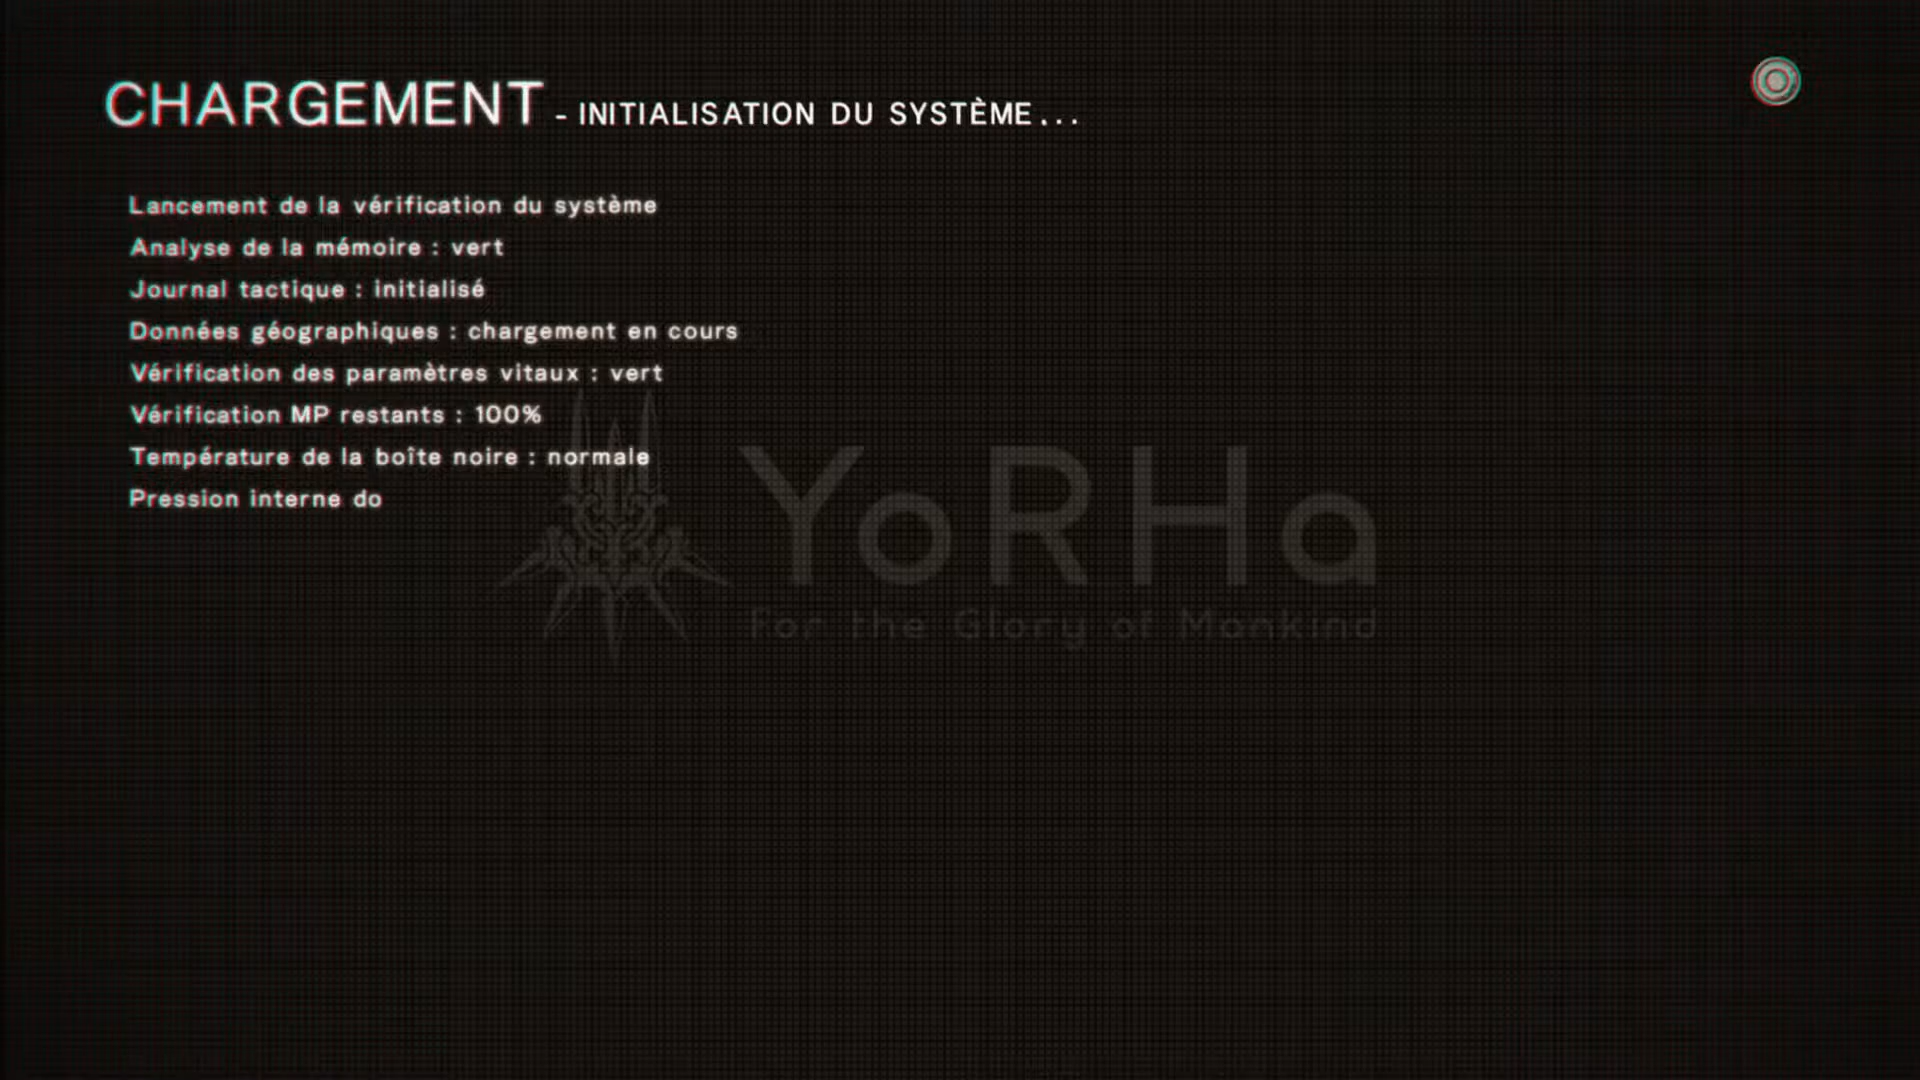 CHARGEMENT - INITIALISATION DU SYSTÈME...
Lancement de la vérification du système
Analyse de la mémoire : vert
Journal tactique : initialisé
Données géographiques : chargement en cours
Vérification des paramètres vitaux : vert
Vérification MP restants : 100%
Température de la boîte noire : normale
Pression interne do
YoRHa
For the Glory of Mankind